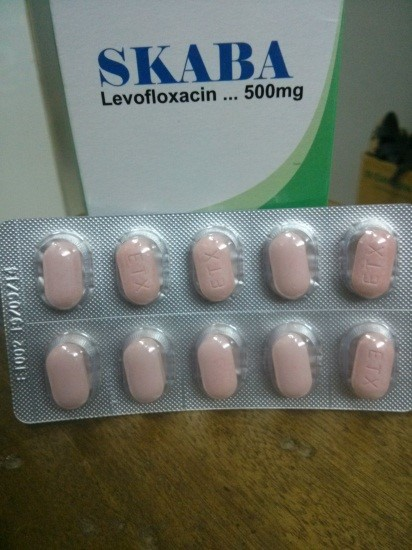 SKABA
Levofloxacin ... 500mg
ETX
ETX
ETX
ETX